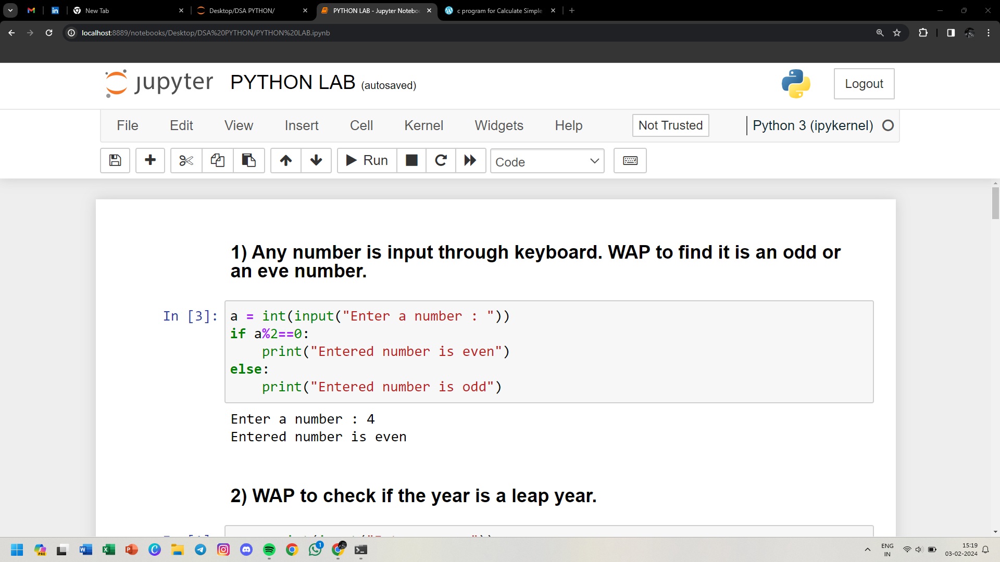 New Tab
Desktop/DSA PYTHON/
PYTHON LAB - Jupyter Notebo
c program for Calculate Simple
localhost:8889/notebooks/Desktop/DSA%20PYTHON/PYTHON%20LAB.ipynb
jupyter PYTHON LAB (autosaved)
Logout
File Edit View Insert Cell Kernel Widgets Help Not Trusted Python 3 (ipykernel)
Run Code
1) Any number is input through keyboard. WAP to find it is an odd or
an eve number.
In [3]: a = int(input("Enter a number : "))
if a%2==0:
    print("Entered number is even")
else:
    print("Entered number is odd")
Enter a number : 4
Entered number is even
2) WAP to check if the year is a leap year.
PRE
1
ENG
IN
15:19
03-02-2024